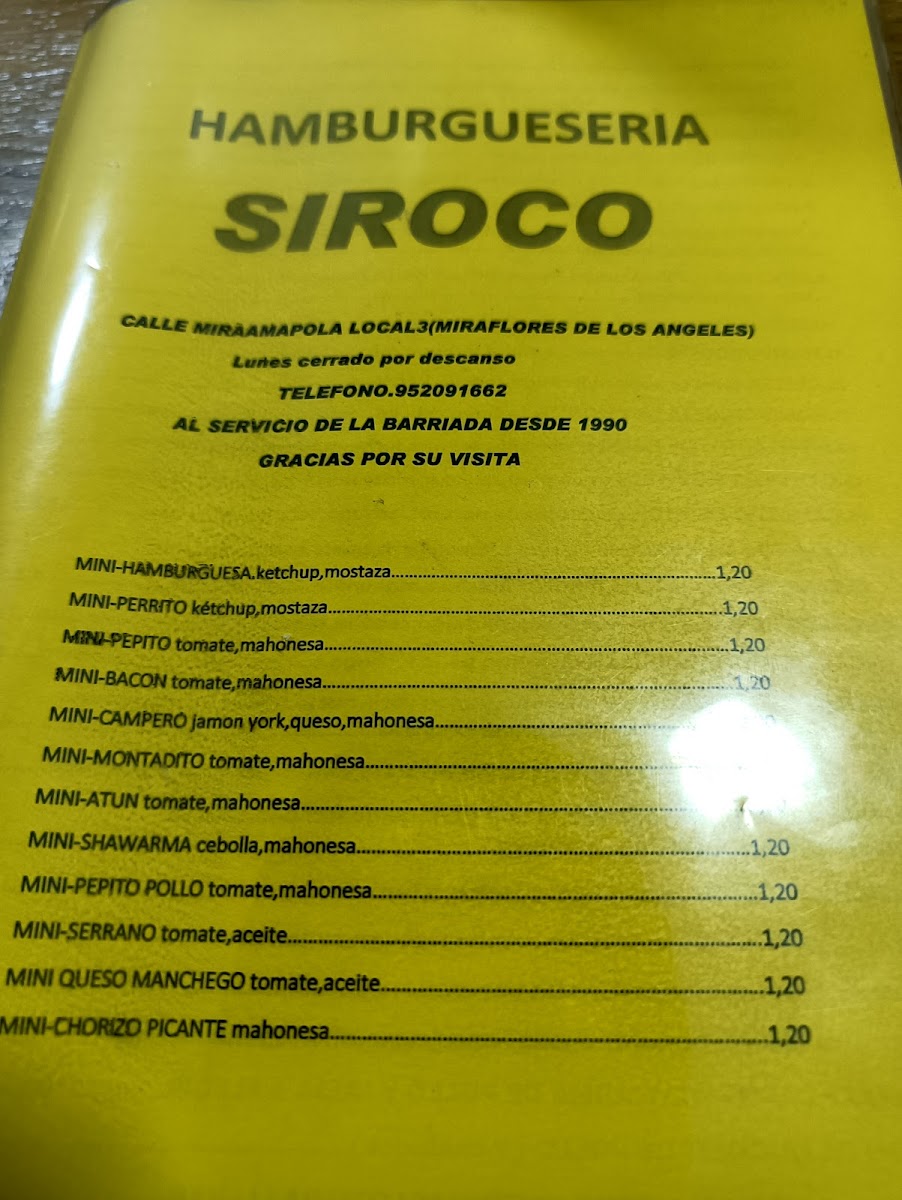 HAMBURGUESERIA
SIROCO
CALLE MIRAAMAPOLA LOCAL3(MIRAFLORES DE LOS ANGELES)
Lunes cerrado por descanso
TELEFONO.952091662
AL SERVICIO DE LA BARRIADA DESDE 1990
GRACIAS POR SU VISITA
MINI-HAMBURGUESA.ketchup,mostaza..........1,20
MINI-PERRITO kétchup,mostaza..........1,20
MINI-PEPITO tomate,mahonesa..........1,20
MINI-BACON tomate,mahonesa..........1,20
MINI-CAMPERO jamon york,queso,mahonesa..........
MINI-MONTADITO tomate,mahonesa..........
MINI-ATUN tomate,mahonesa..........
MINI-SHAWARMA cebolla,mahonesa..........1,20
MINI-PEPITO POLLO tomate,mahonesa..........1,20
MINI-SERRANO tomate,aceite..........1,20
MINI QUESO MANCHEGO tomate,aceite..........1,20
MINI-CHORIZO PICANTE mahonesa..........1,20